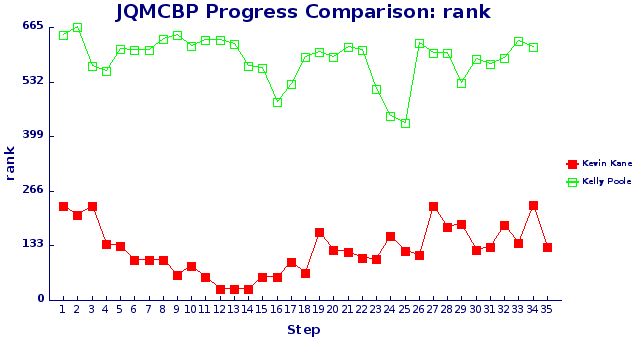 JQMCBP Progress Comparison: rank
665
532
399
266
133
0
rank
1 2 3 4 5 6 7 8 9 10 11 12 13 14 15 16 17 18 19 20 21 22 23 24 25 26 27 28 29 30 31 32 33 34 35
Step
Kevin Kane
Kelly Poole